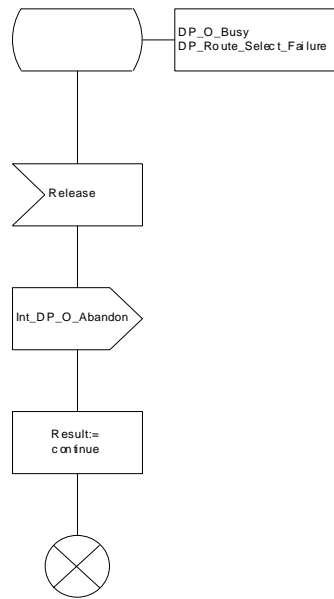 DP_O_Busy
DP_Route_Select_Failure
Release
Int_DP_O_Abandon
Result:=
continue